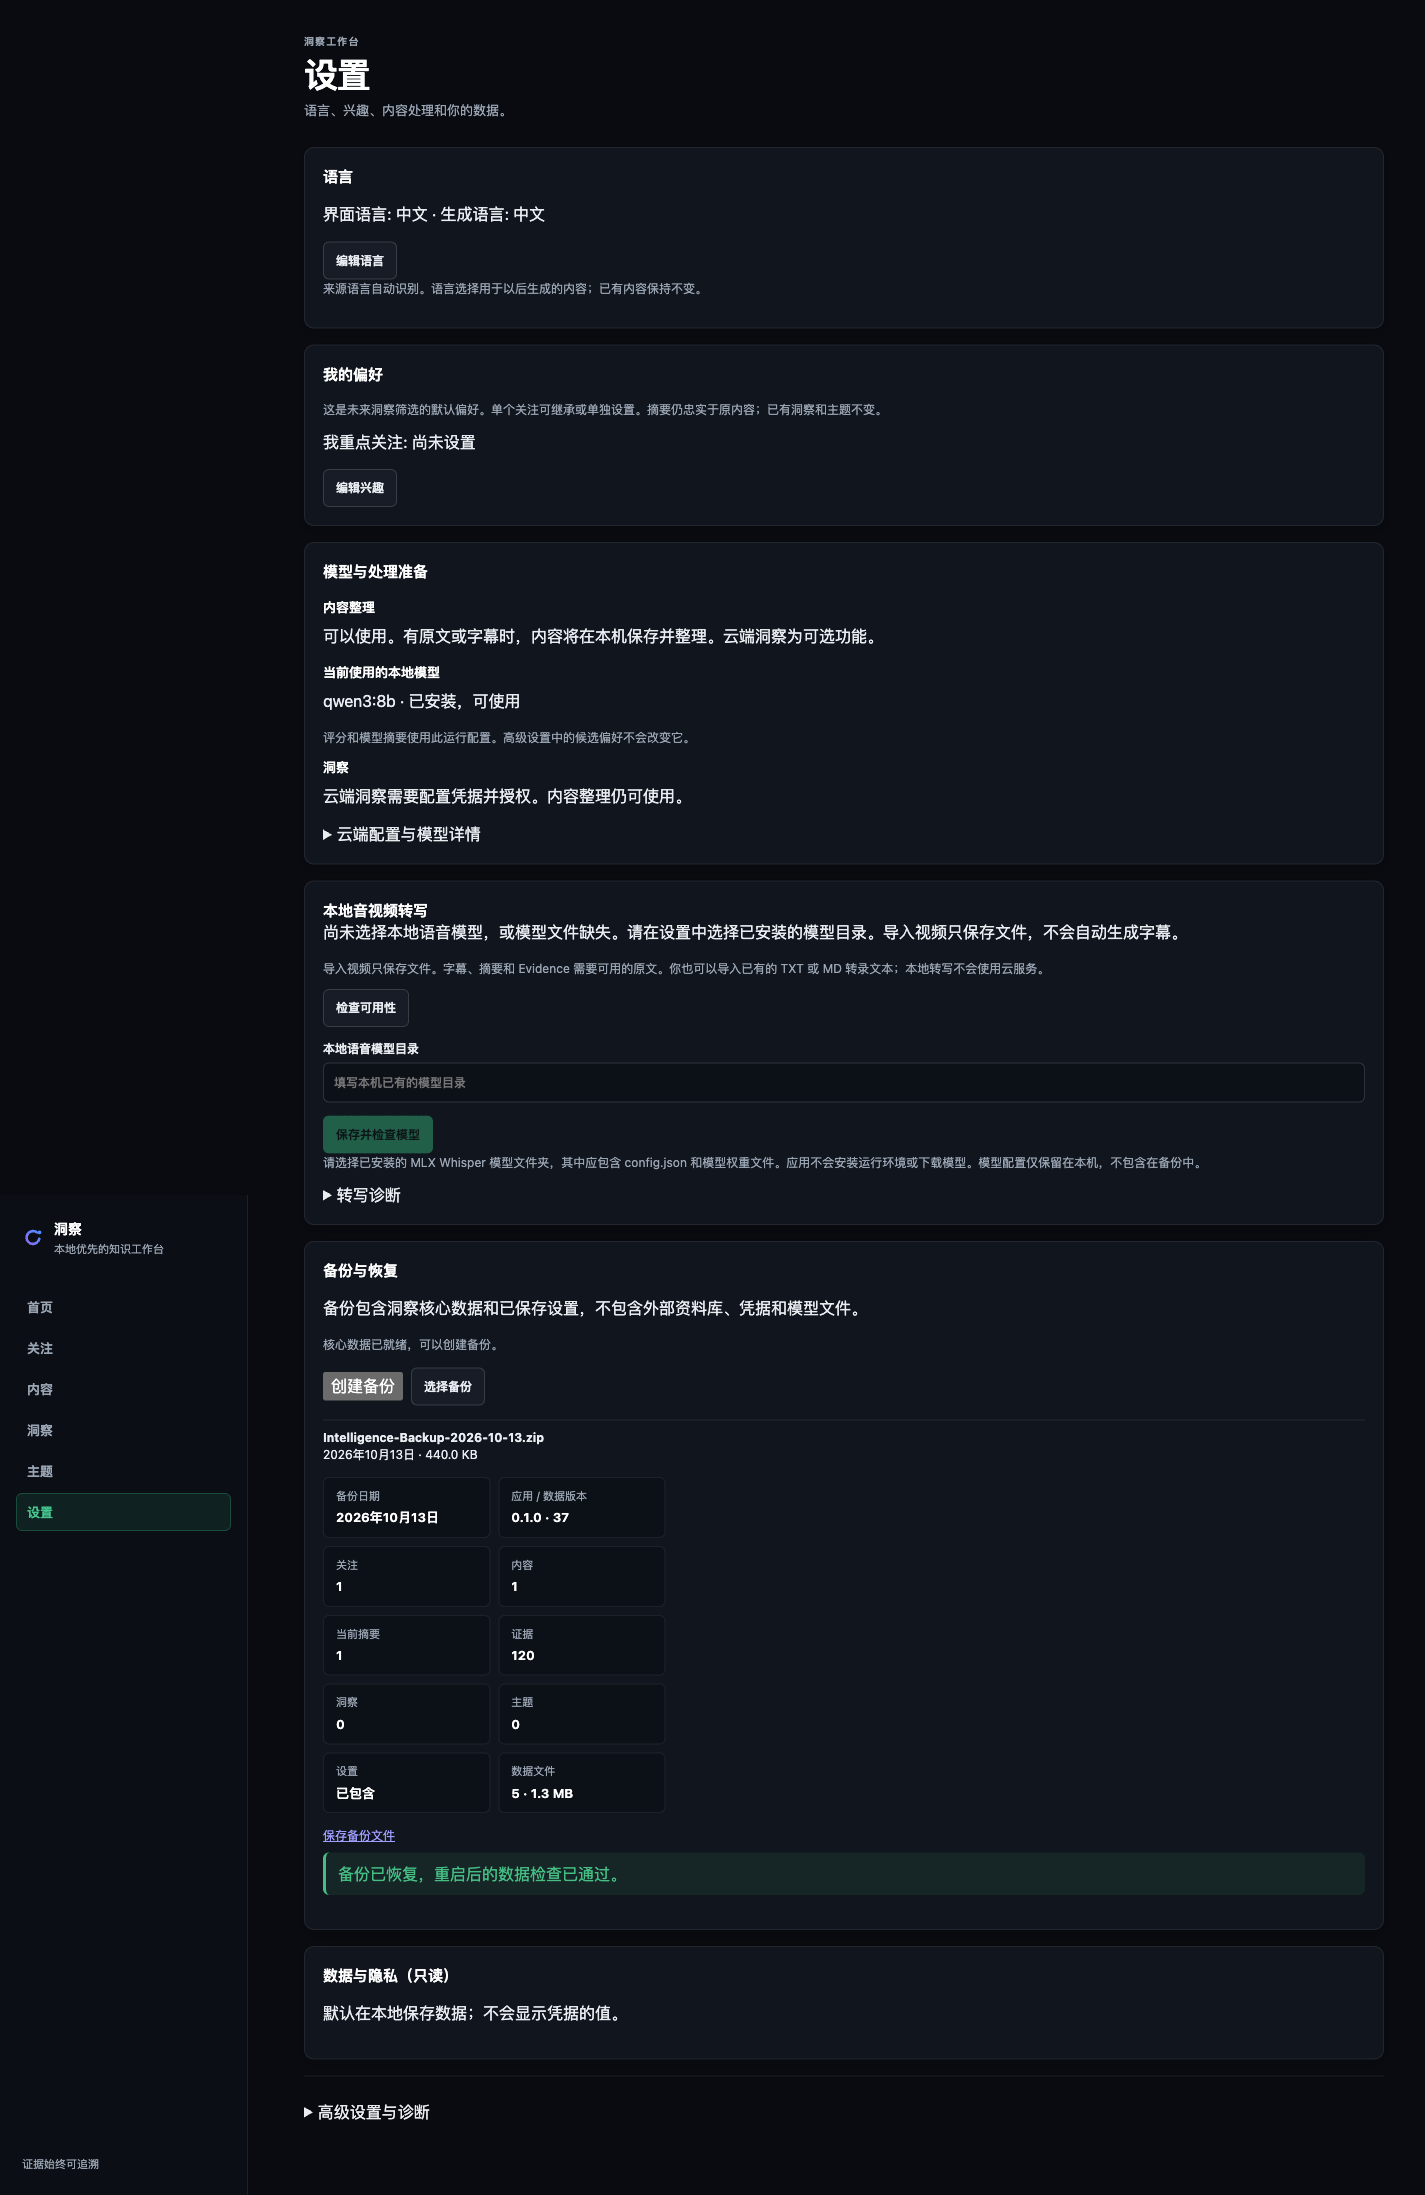 洞察工作台
设置
语言、兴趣、内容处理和你的数据。
语言
界面语言: 中文 · 生成语言: 中文
编辑语言
来源语言自动识别。语言选择用于以后生成的内容；已有内容保持不变。
我的偏好
这是未来洞察筛选的默认偏好。单个关注可继承或单独设置。摘要仍忠实于原内容；已有洞察和主题不变。
我重点关注: 尚未设置
编辑兴趣
模型与处理准备
内容整理
可以使用。有原文或字幕时，内容将在本机保存并整理。云端洞察为可选功能。
当前使用的本地模型
qwen3:8b · 已安装，可使用
评分和模型摘要使用此运行配置。高级设置中的候选偏好不会改变它。
洞察
云端洞察需要配置凭据并授权。内容整理仍可使用。
▶ 云端配置与模型详情
本地音视频转写
尚未选择本地语音模型，或模型文件缺失。请在设置中选择已安装的模型目录。导入视频只保存文件，不会自动生成字幕。
导入视频只保存文件。字幕、摘要和 Evidence 需要可用的原文。你也可以导入已有的 TXT 或 MD 转录文本；本地转写不会使用云服务。
检查可用性
本地语音模型目录
填写本机已有的模型目录
保存并检查模型
请选择已安装的 MLX Whisper 模型文件夹，其中应包含 config.json 和模型权重文件。应用不会安装运行环境或下载模型。模型配置仅保留在本机，不包含在备份中。
▶ 转写诊断
洞察
本地优先的知识工作台
首页
关注
内容
洞察
主题
设置
证据始终可追溯
备份与恢复
备份包含洞察核心数据和已保存设置，不包含外部资料库、凭据和模型文件。
核心数据已就绪，可以创建备份。
创建备份 选择备份
Intelligence-Backup-2026-10-13.zip
2026年10月13日 · 440.0 KB
备份日期
2026年10月13日
应用 / 数据版本
0.1.0 · 37
关注
1
内容
1
当前摘要
1
证据
120
洞察
0
主题
0
设置
已包含
数据文件
5 · 1.3 MB
保存备份文件
备份已恢复，重启后的数据检查已通过。
数据与隐私（只读）
默认在本地保存数据；不会显示凭据的值。
▶ 高级设置与诊断